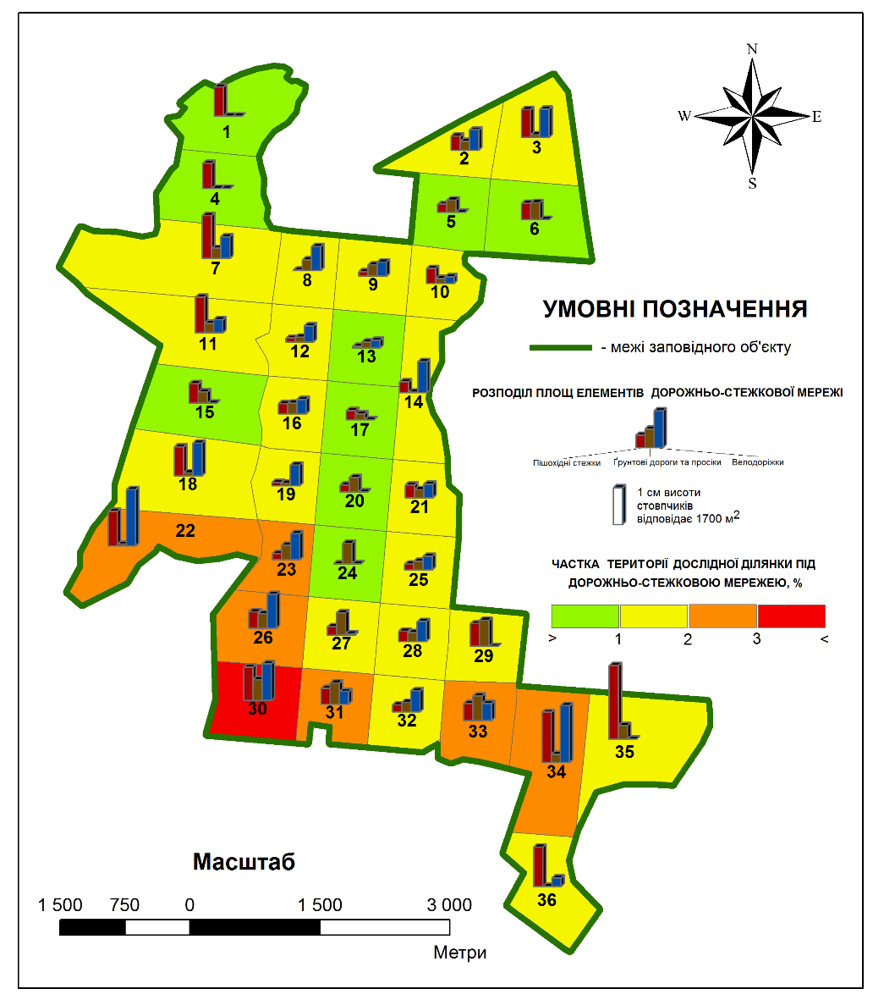 N
W
E
S
1
2
3
4
5
6
7
8
9
10
УМОВНІ ПОЗНАЧЕННЯ
- межі заповідного об'єкту
11
12
13
14
РОЗПОДІЛ ПЛОЩ ЕЛЕМЕНТІВ ДОРОЖНЬО-СТЕЖКОВОЇ МЕРЕЖІ
15
16
17
Пішохідні стежки Ґрунтові дороги та просіки Велодоріжки
18
19
20
21
1 см висоти
стовпчиків
відповідає 1700 м2
22
23
24
25
ЧАСТКА ТЕРИТОРІЇ ДОСЛІДНОЇ ДІЛЯНКИ ПІД
ДОРОЖНЬО-СТЕЖКОВОЮ МЕРЕЖЕЮ, %
> 1 2 3 <
26
27
28
29
30
31
32
33
34
35
36
Масштаб
1 500 750 0 1 500 3 000
Метри